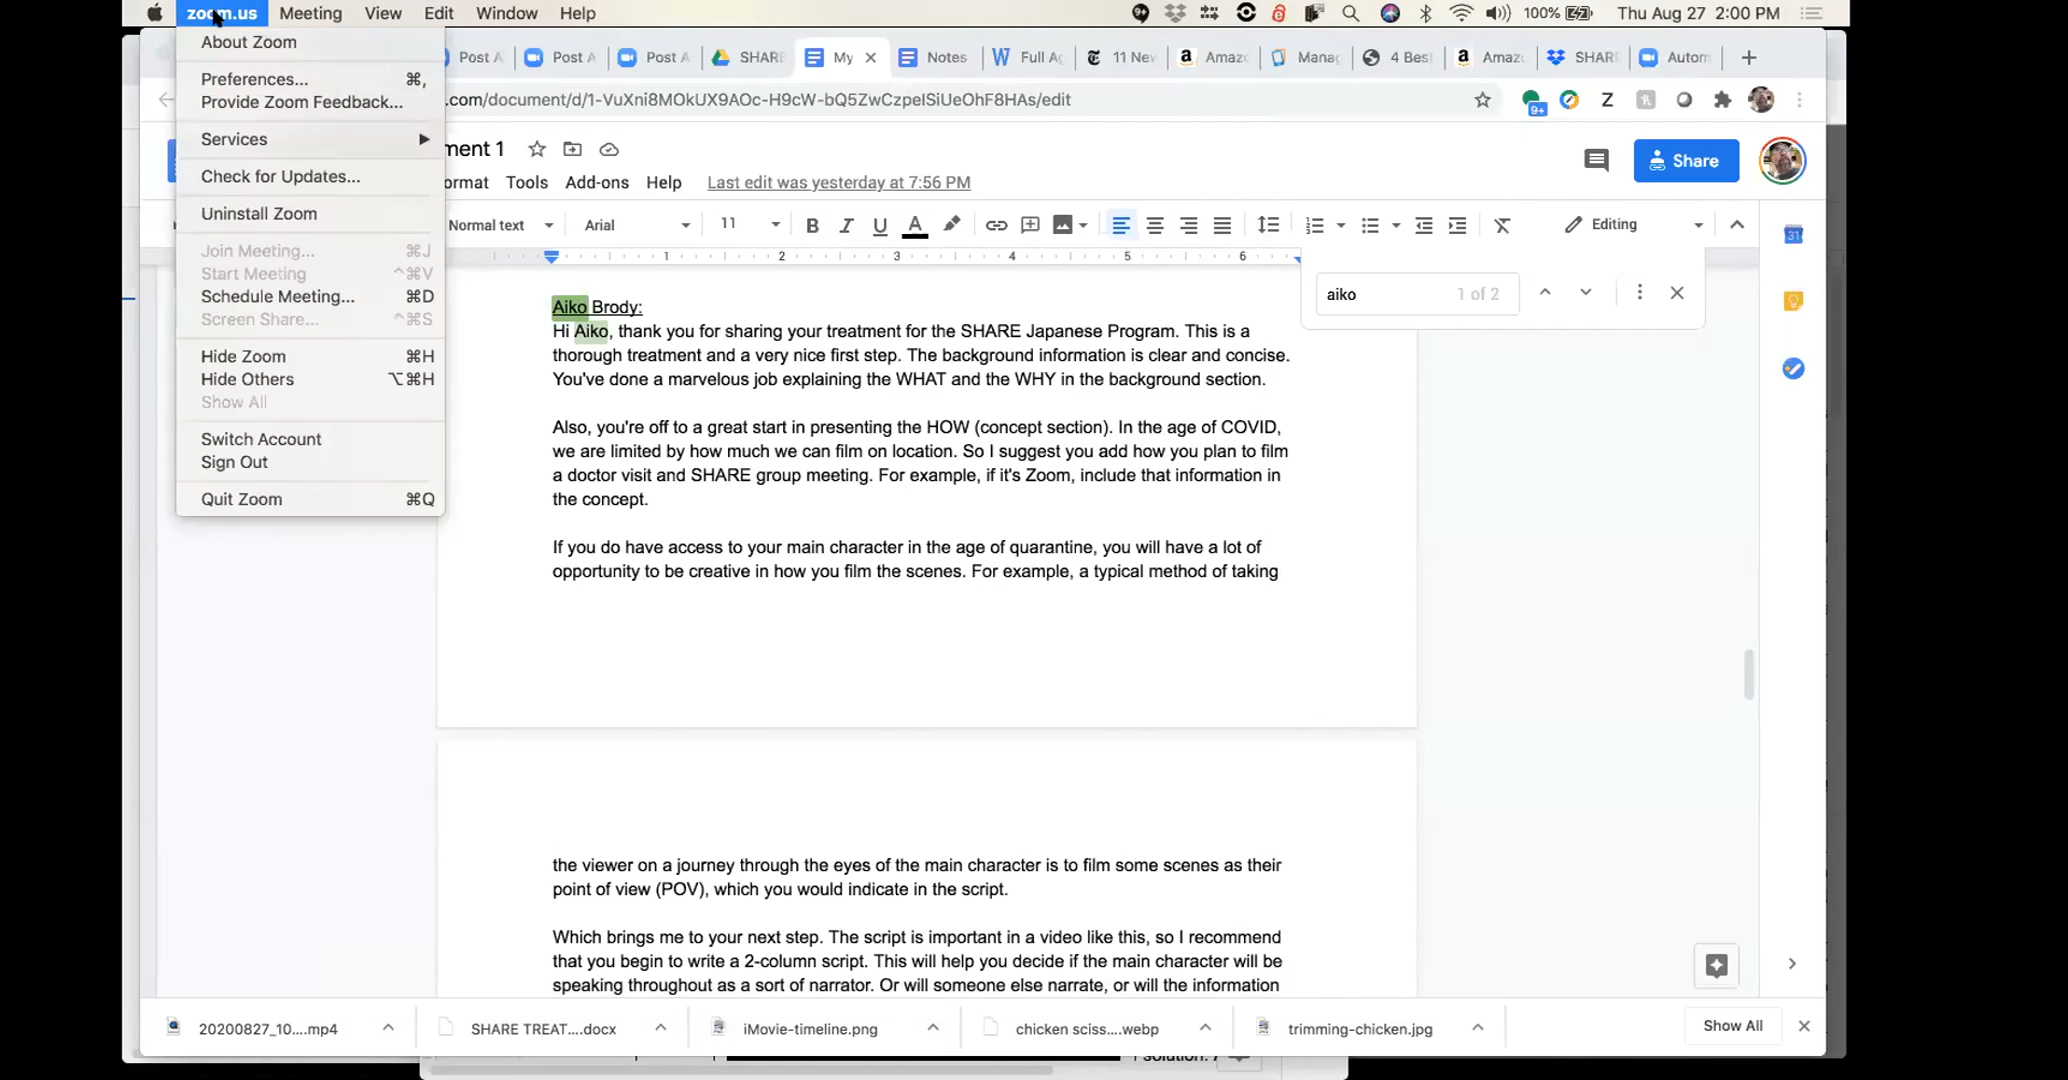 zoom.us Meeting View Edit Window Help 100% Thu Aug 27 2:00 PM
About Zoom
Preferences... ⌘,
Provide Zoom Feedback...
Services
Check for Updates...
Uninstall Zoom
Join Meeting... ⌘J
Start Meeting ^⌘V
Schedule Meeting... ⌘D
Screen Share... ^⌘S
Hide Zoom ⌘H
Hide Others ⌥⌘H
Show All
Switch Account
Sign Out
Quit Zoom ⌘Q
Post A Post A Post A SHARE My Notes Full Ag 11 New Amazo Manag 4 Best Amazo SHARE Autom
.com/document/d/1-VuXni8MOkUX9AOc-H9cW-bQ5ZwCzpeISiUeOhF8HAs/edit 9+ Z
ment 1
Share
ormat Tools Add-ons Help Last edit was yesterday at 7:56 PM
Normal text Arial 11 B I U A Editing
1 2 3 4 5 6
31
aiko 1 of 2
Aiko Brody:
Hi Aiko, thank you for sharing your treatment for the SHARE Japanese Program. This is a
thorough treatment and a very nice first step. The background information is clear and concise.
You've done a marvelous job explaining the WHAT and the WHY in the background section.
Also, you're off to a great start in presenting the HOW (concept section). In the age of COVID,
we are limited by how much we can film on location. So I suggest you add how you plan to film
a doctor visit and SHARE group meeting. For example, if it's Zoom, include that information in
the concept.
If you do have access to your main character in the age of quarantine, you will have a lot of
opportunity to be creative in how you film the scenes. For example, a typical method of taking
the viewer on a journey through the eyes of the main character is to film some scenes as their
point of view (POV), which you would indicate in the script.
Which brings me to your next step. The script is important in a video like this, so I recommend
that you begin to write a 2-column script. This will help you decide if the main character will be
speaking throughout as a sort of narrator. Or will someone else narrate, or will the information
20200827_10....mp4 SHARE TREAT....docx iMovie-timeline.png chicken sciss....webp trimming-chicken.jpg Show All